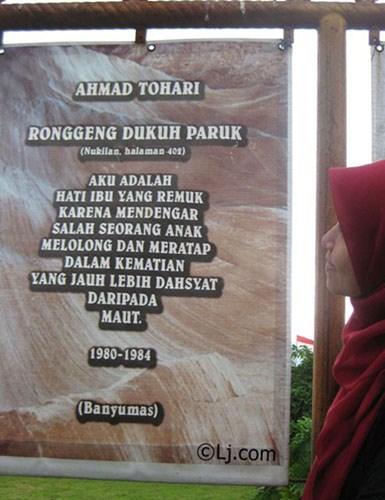 AHMAD TOHARI
RONGGENG DUKUH PARUK
(Nukilan, halaman 402)
AKU ADALAH
HATI IBU YANG REMUK
KARENA MENDENGAR
SALAH SEORANG ANAK
MELOLONG DAN MERATAP
DALAM KEMATIAN
YANG JAUH LEBIH DAHSYAT
DARIPADA
MAUT.
1980-1984
(Banyumas)
©Lj.com